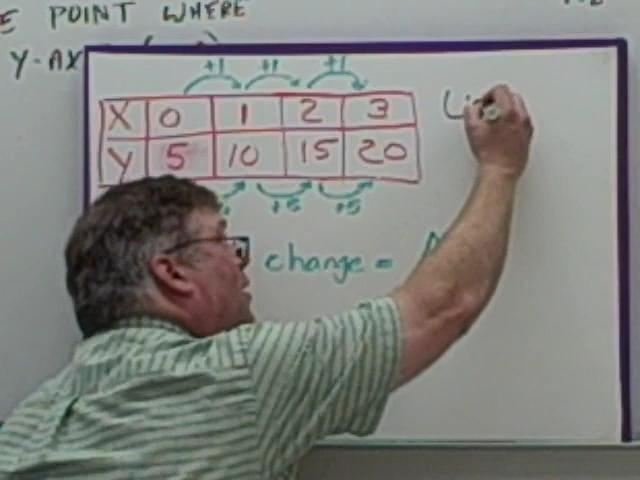 POINT WHERE
Y-AX
+1 +1 +1
X 0 1 2 3
Y 5 10 15 20
+5 +5
change =